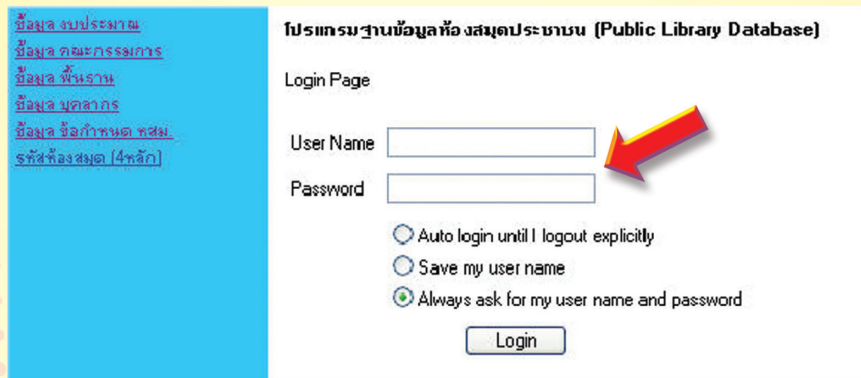 ข้อมูล งบประมาณ
ข้อมูล คณะกรรมการ
ข้อมูล พื้นฐาน
ข้อมูล บุคลากร
ข้อมูล ข้อกำหนด หสม.
รหัสห้องสมุด (4หลัก)
โปรแกรมฐานข้อมูลห้องสมุดประชาชน (Public Library Database)
Login Page
User Name
Password
Auto login until I logout explicitly
Save my user name
Always ask for my user name and password
Login